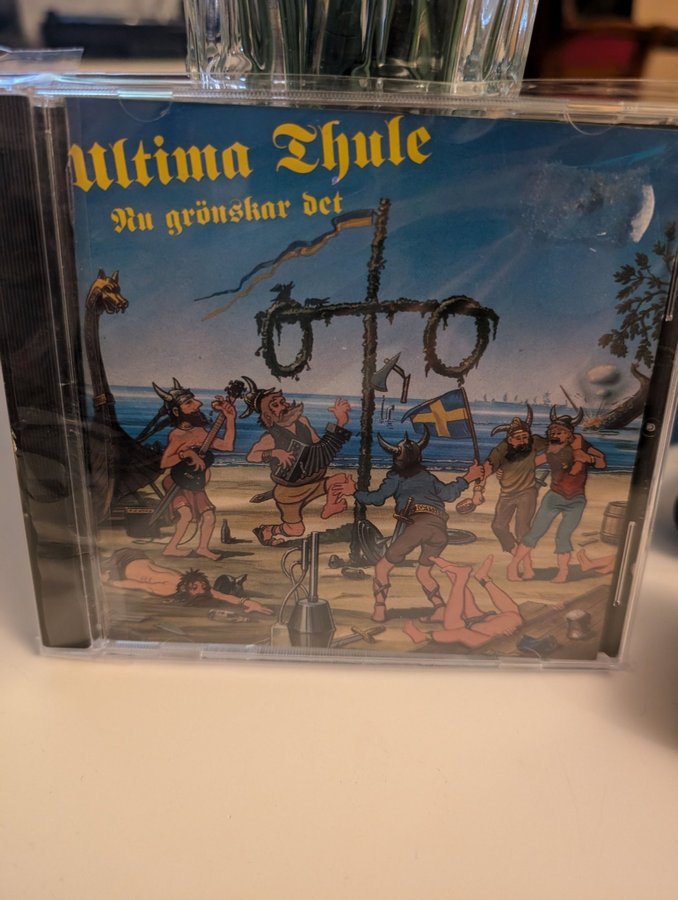 Ultima Thule
Nu grönskar det